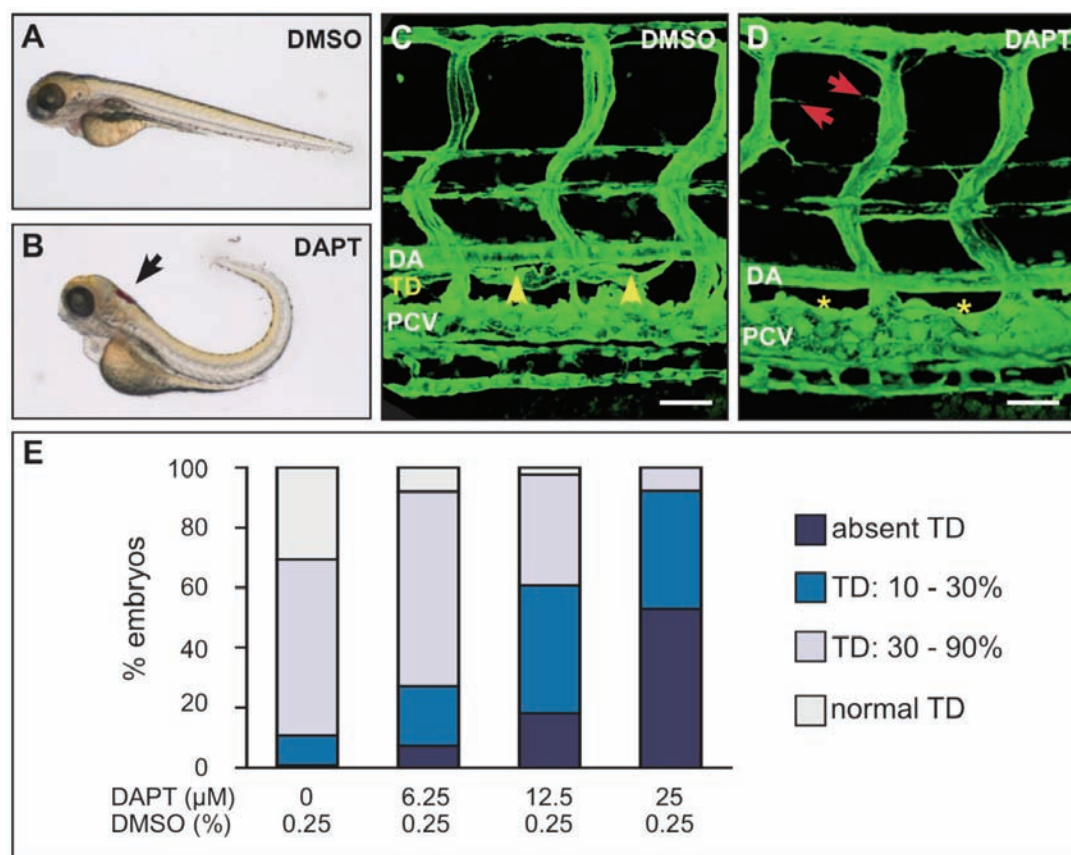 A
DMSO
B
DAPT
C
DMSO
DA
TD
PCV
D
DAPT
DA
*
*
PCV
E
% embryos
100
80
60
40
20
0
DAPT (µM) 0 6.25 12.5 25
DMSO (%) 0.25 0.25 0.25 0.25
absent TD
TD: 10 - 30%
TD: 30 - 90%
normal TD